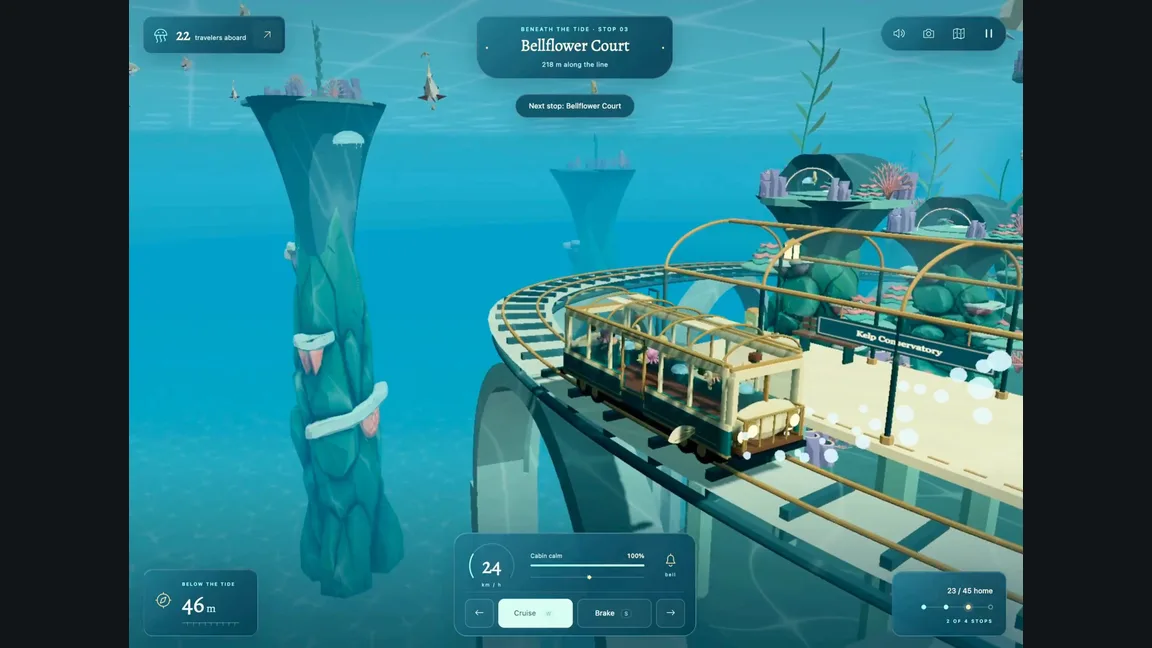 22 travelers aboard
BENEATH THE TIDE · STOP 03
Bellflower Court
218 m along the line
Next stop: Bellflower Court
Kelp Conservatory
BELOW THE TIDE
46 m
24
km / h
Cabin calm 100%
bell
Cruise W
Brake S
23 / 45 home
2 OF 4 STOPS